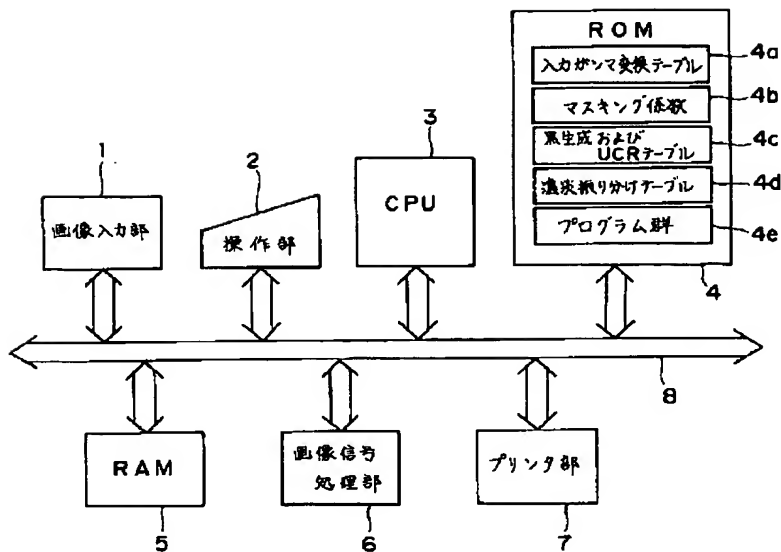 ROM
入力ガンマ変換テーブル
4a
マスキング係数
4b
黒生成および
UCRテーブル
4c
濃淡振り分けテーブル
4d
プログラム群
4e
4
1
画像入力部
2
操作部
3
CPU
8
RAM
5
画像信号
処理部
6
プリンタ部
7